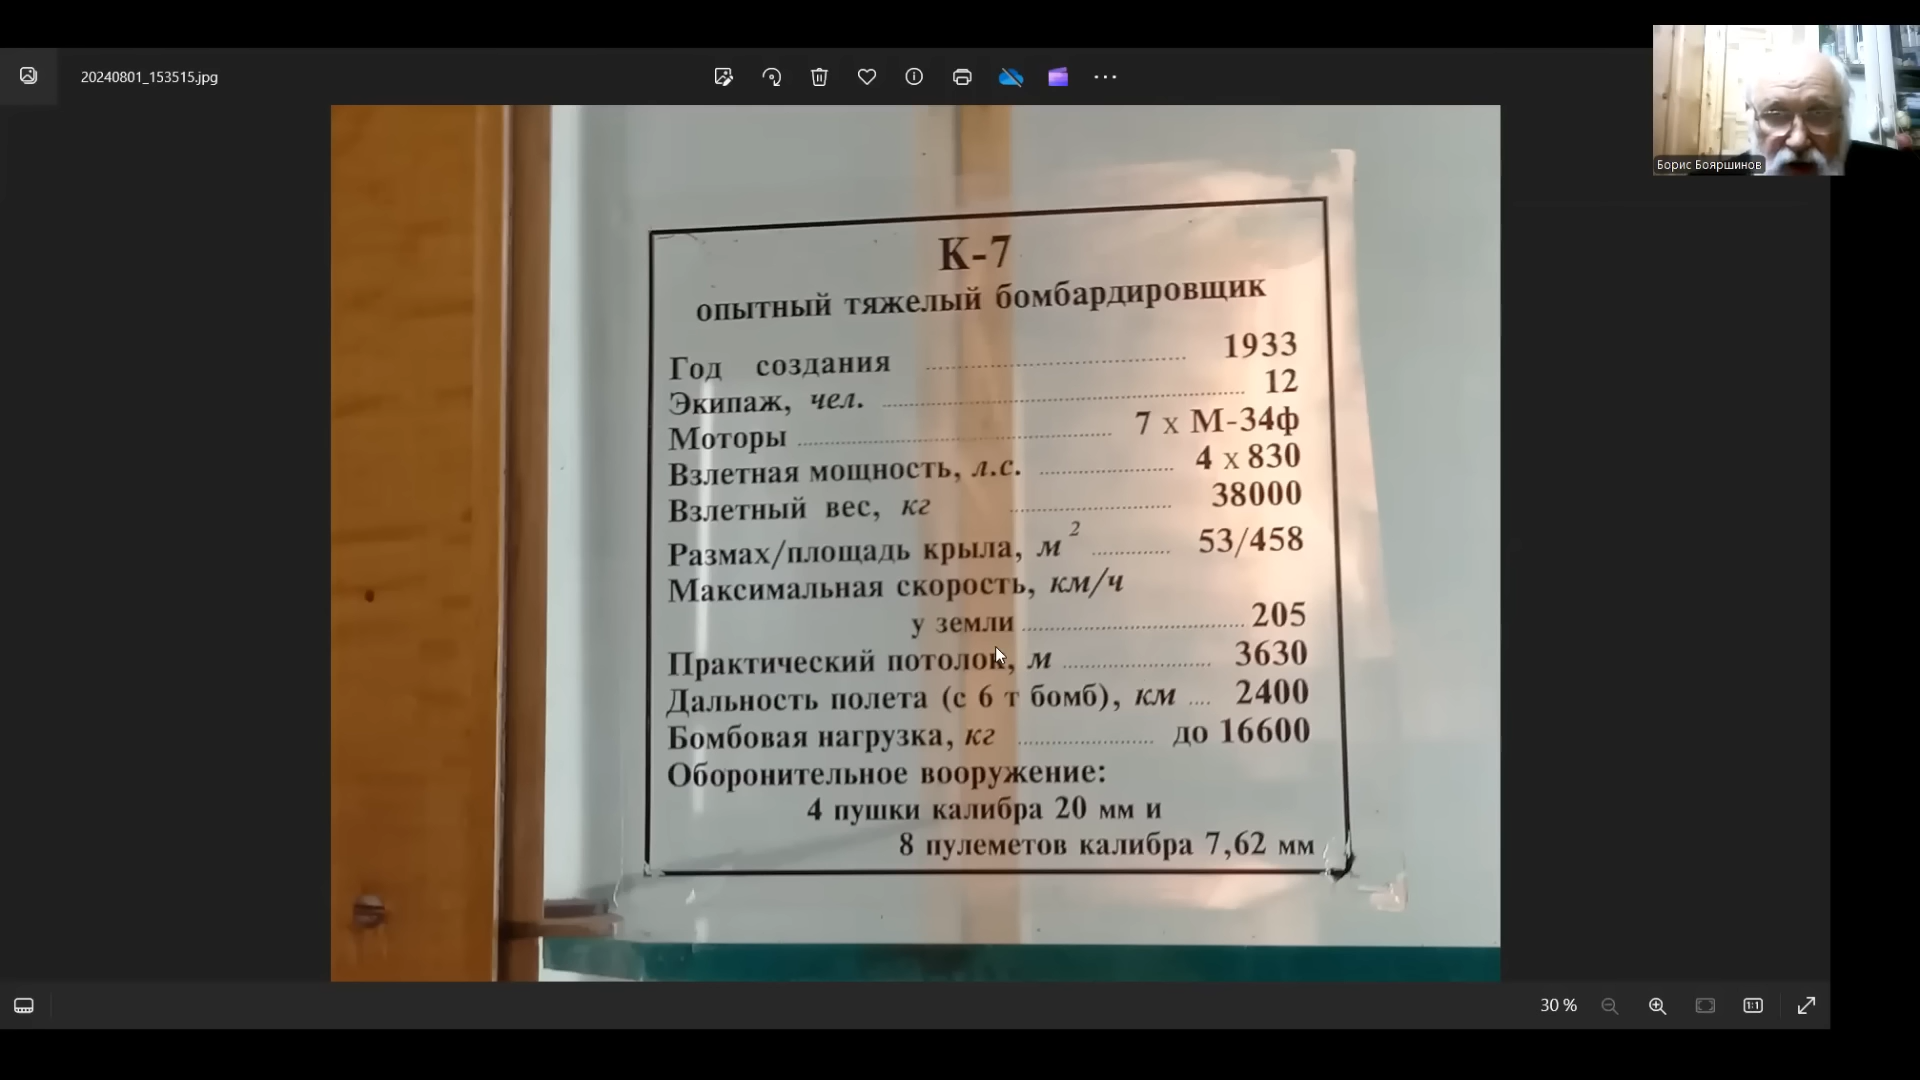 20240801_153515.jpg
Борис Бояршинов
К-7
опытный тяжелый бомбардировщик
Год создания 1933
Экипаж, чел. 12
Моторы 7 х М-34ф
Взлетная мощность, л.с. 4 х 830
Взлетный вес, кг 38000
Размах/площадь крыла, м² 53/458
Максимальная скорость, км/ч
у земли 205
Практический потолок, м 3630
Дальность полета (с 6 т бомб), км 2400
Бомбовая нагрузка, кг до 16600
Оборонительное вооружение:
4 пушки калибра 20 мм и
8 пулеметов калибра 7,62 мм
30 %
1:1